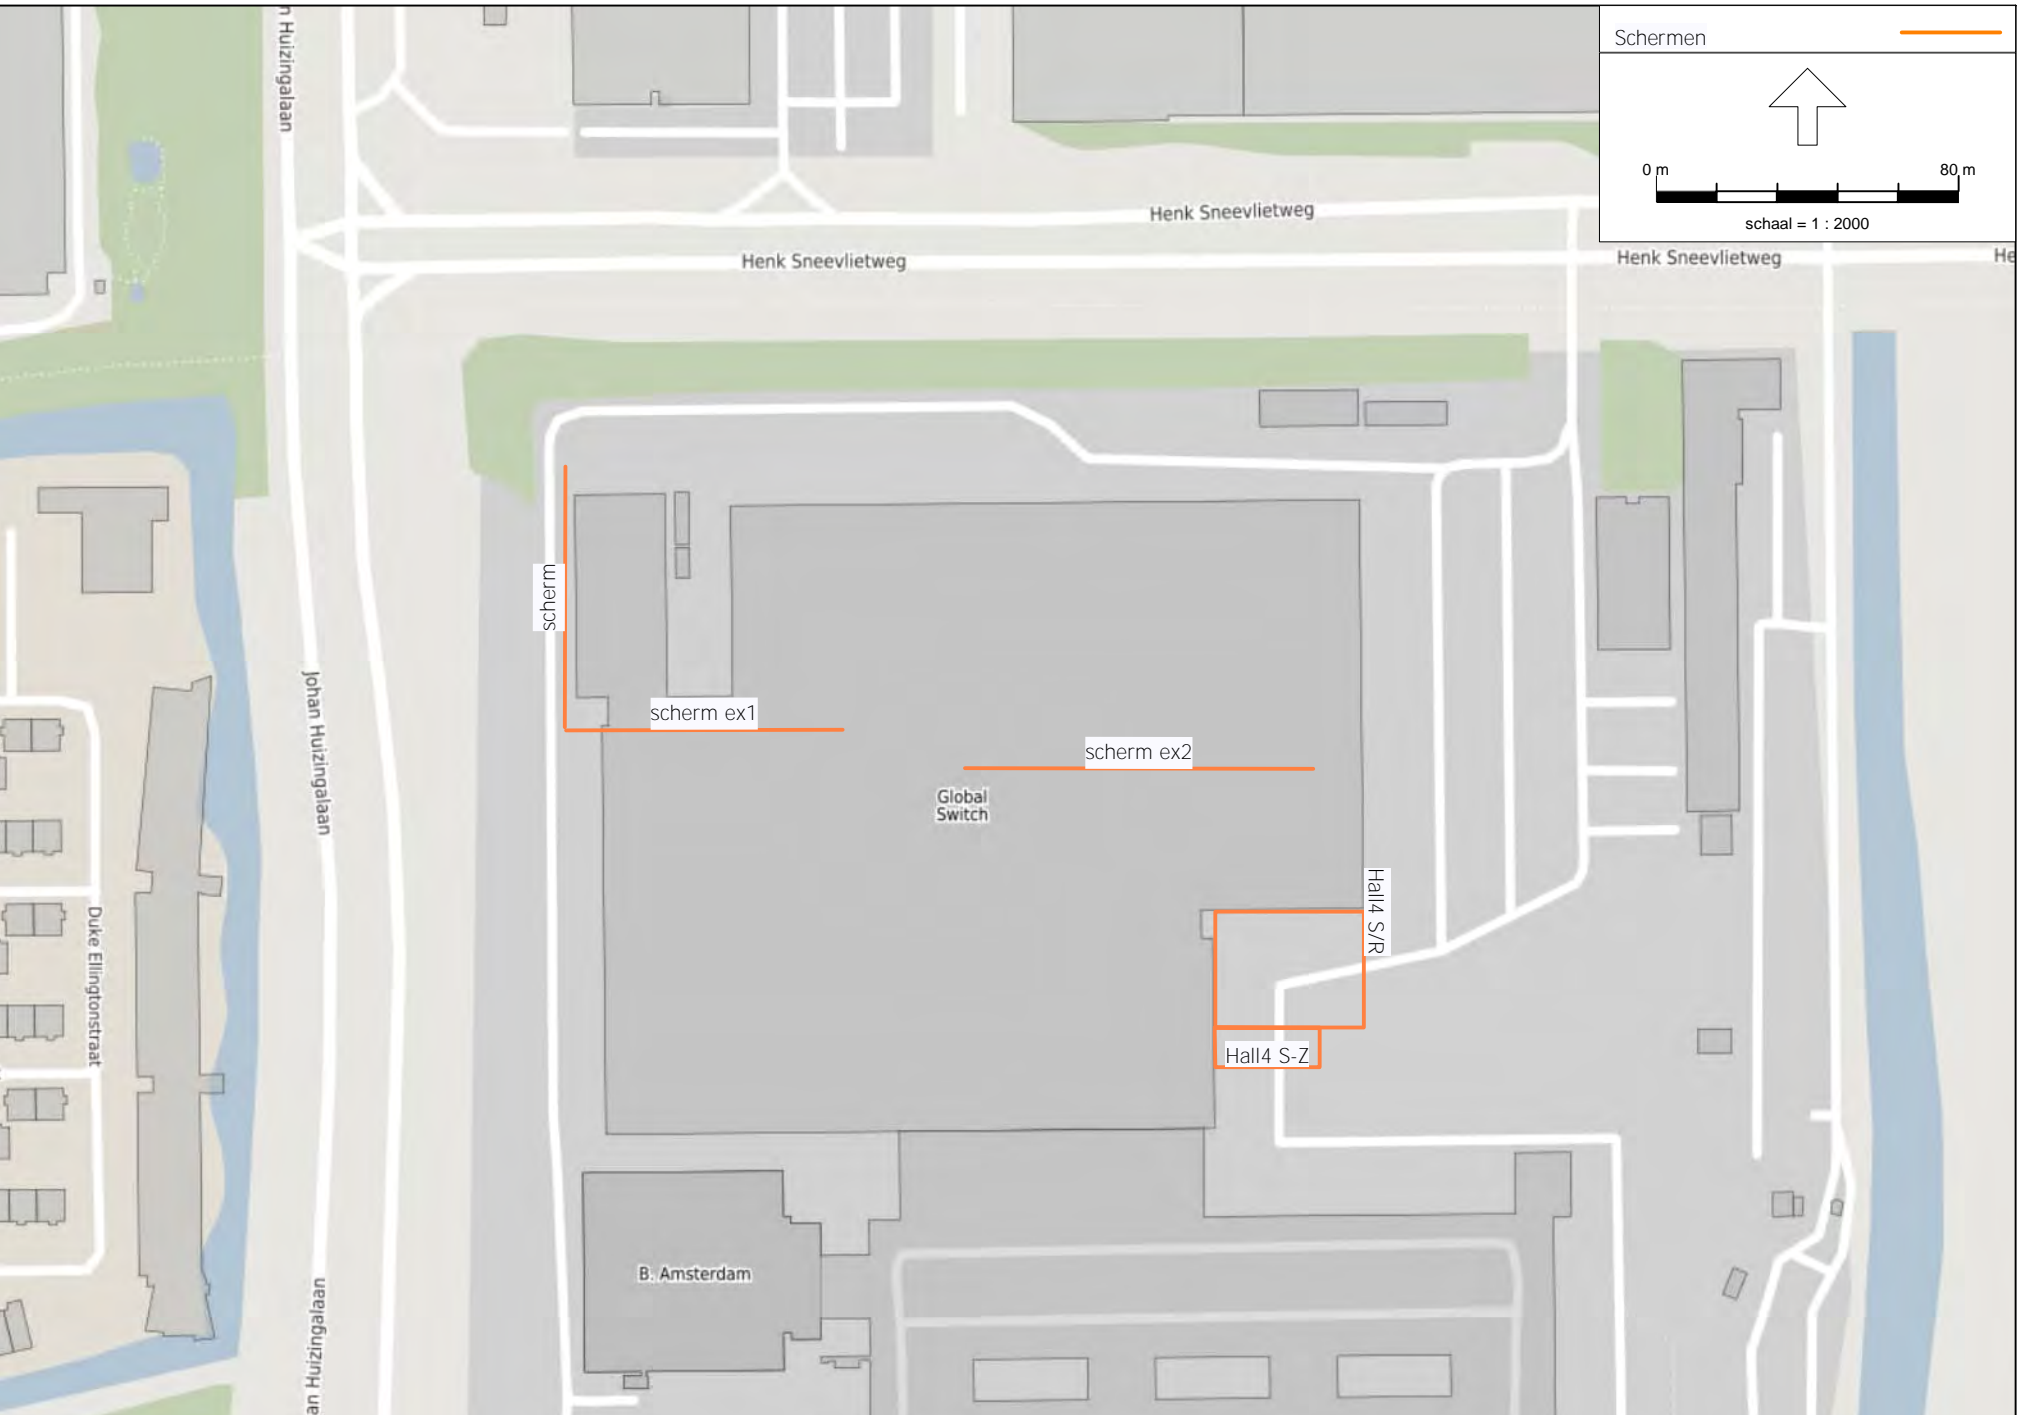 n Huizingalaan
Schermen
0 m 80 m
schaal = 1 : 2000
Henk Sneevlietweg
Henk Sneevlietweg
Henk Sneevlietweg
He
scherm
scherm ex1
scherm ex2
Johan Huizingalaan
Global
Switch
Hall4 S/R
Duke Ellingtonstraat
Hall4 S-Z
B. Amsterdam
an Huizingalaan